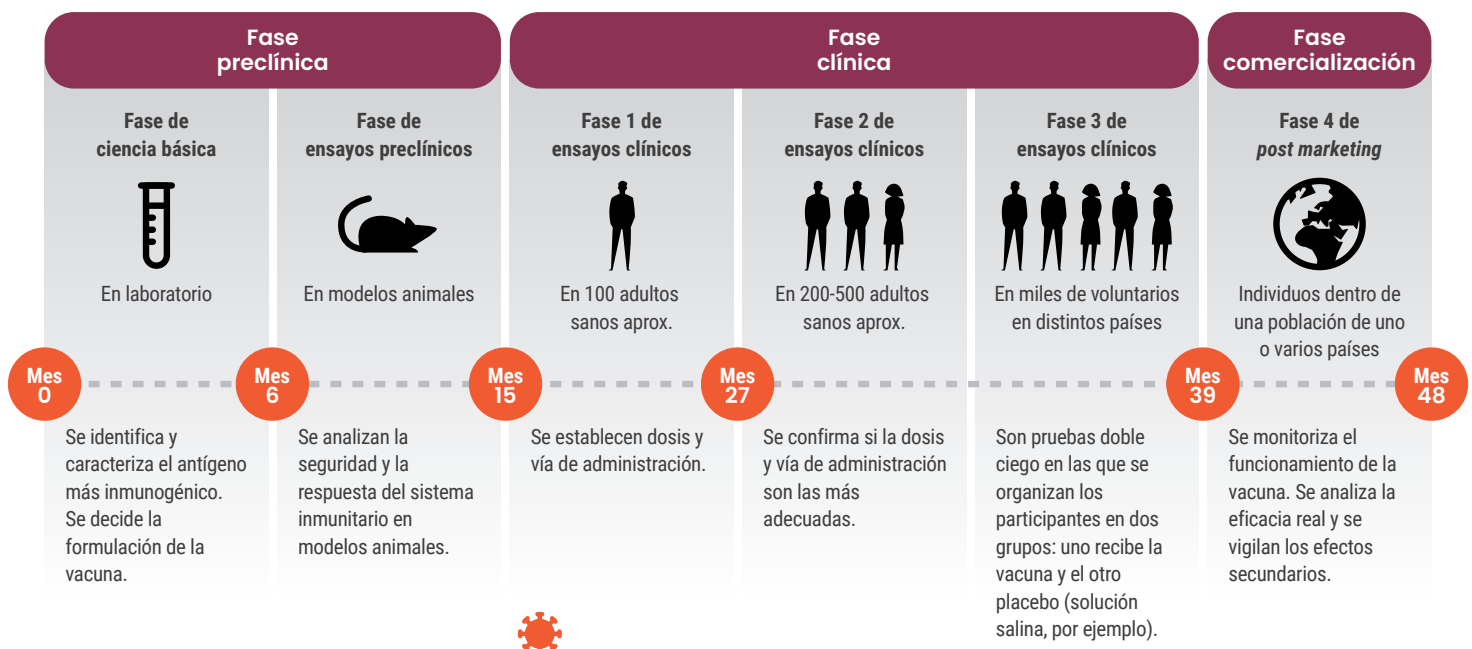 Fase
preclínica
Fase
clínica
Fase
comercialización
Fase de
ciencia básica
En laboratorio
Fase de
ensayos preclínicos
En modelos animales
Fase 1 de
ensayos clínicos
En 100 adultos
sanos aprox.
Fase 2 de
ensayos clínicos
En 200-500 adultos
sanos aprox.
Fase 3 de
ensayos clínicos
En miles de voluntarios
en distintos países
Fase 4 de
post marketing
Individuos dentro de
una población de uno
o varios países
Mes
0
Mes
6
Mes
15
Mes
27
Mes
39
Mes
48
Se identifica y
caracteriza el antígeno
más inmunogénico.
Se decide la
formulación de la
vacuna.
Se analizan la
seguridad y la
respuesta del sistema
inmunitario en
modelos animales.
Se establecen dosis y
vía de administración.
Se confirma si la dosis
y vía de administración
son las más
adecuadas.
Son pruebas doble
ciego en las que se
organizan los
participantes en dos
grupos: uno recibe la
vacuna y el otro
placebo (solución
salina, por ejemplo).
Se monitoriza el
funcionamiento de la
vacuna. Se analiza la
eficacia real y se
vigilan los efectos
secundarios.